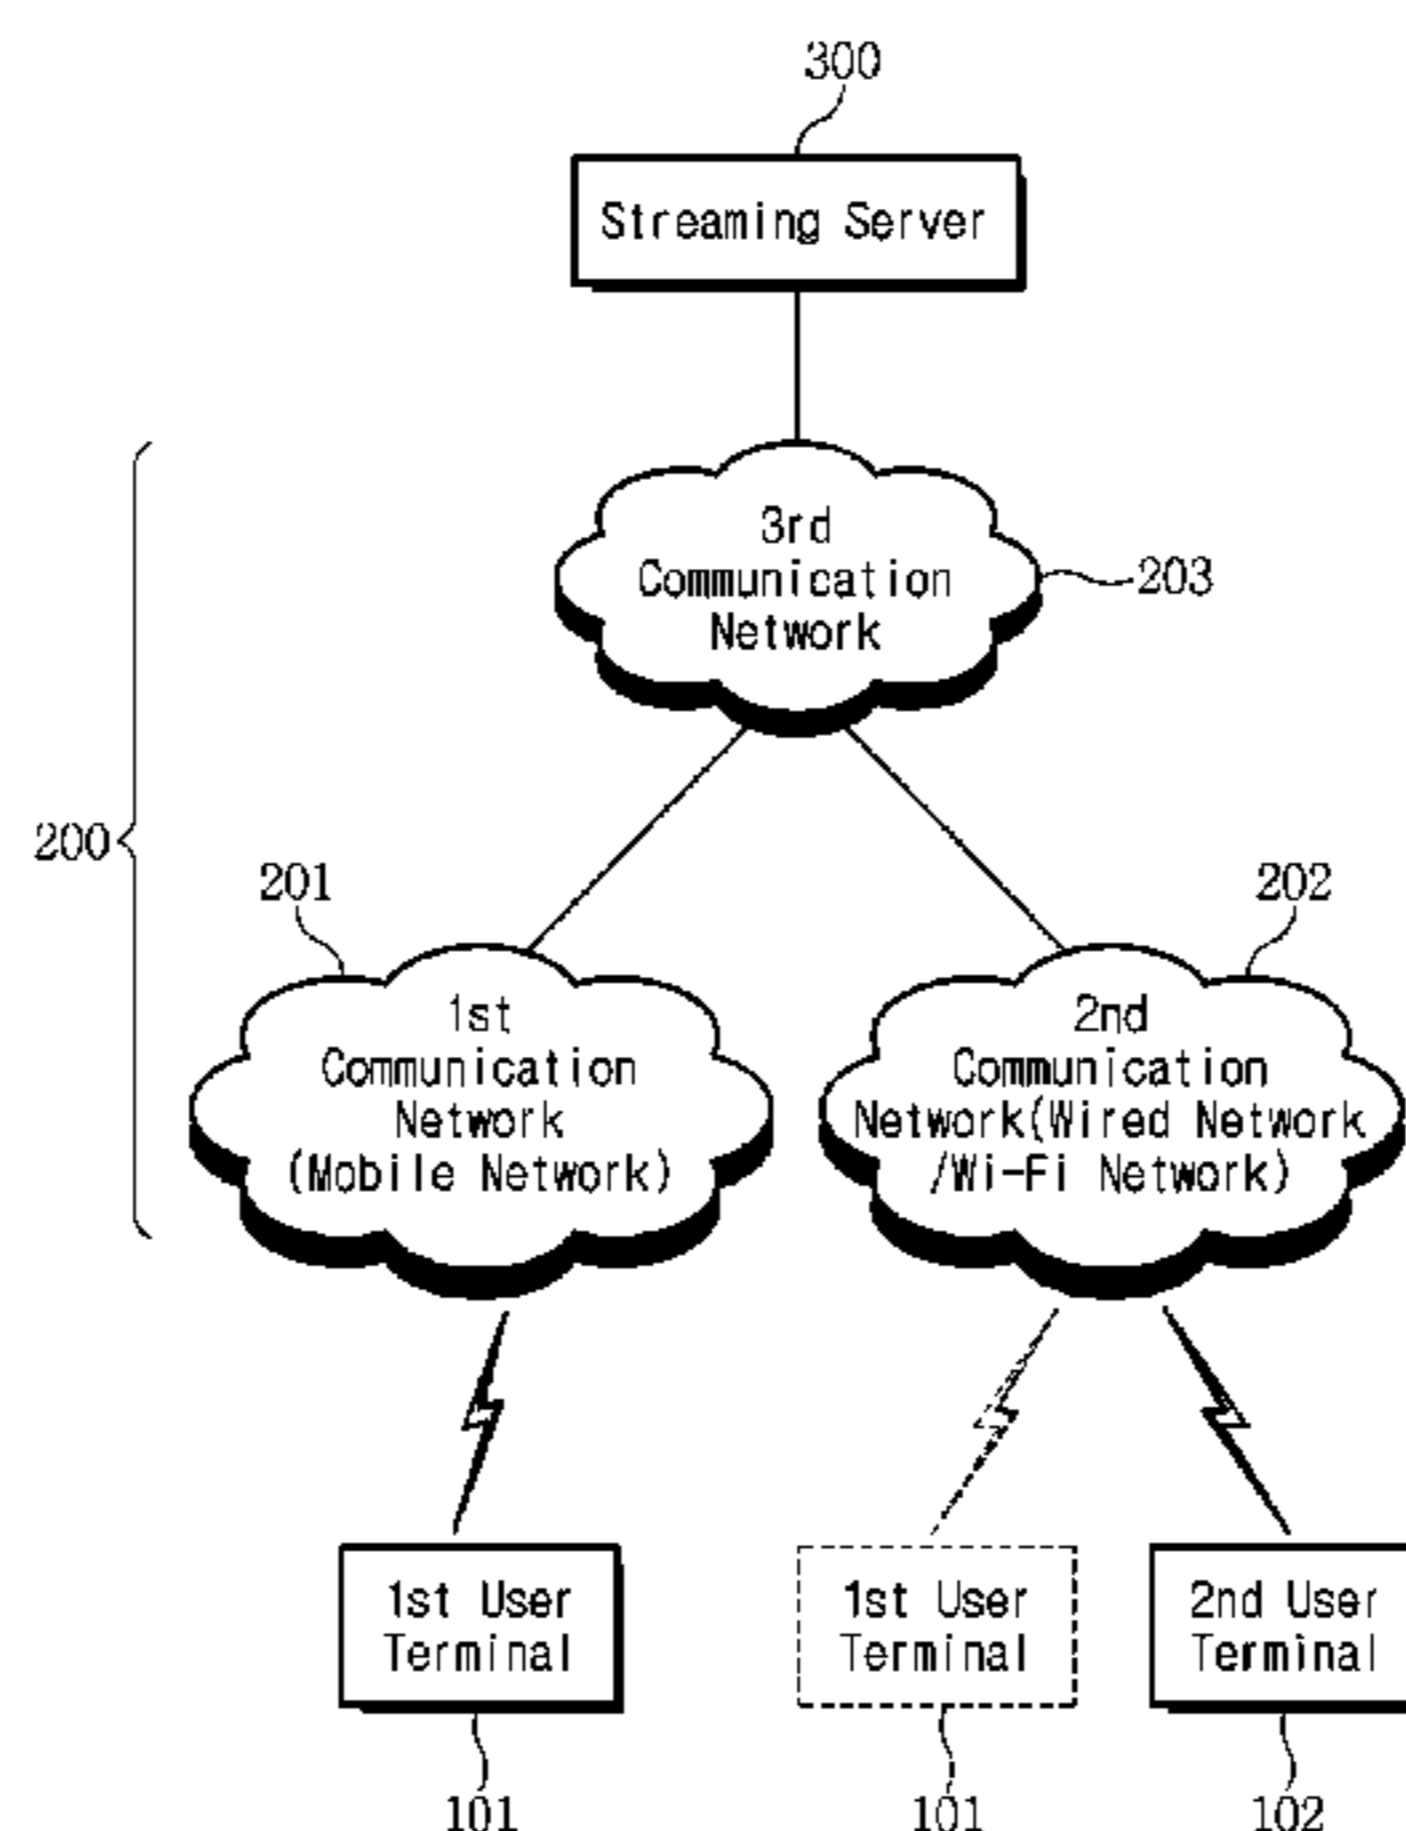 300
Streaming Server
3rd
Communication
Network
203
200
201
202
1st
Communication
Network
(Mobile Network)
2nd
Communication
Network(Wired Network
/Wi-Fi Network)
1st User
Terminal
1st User
Terminal
2nd User
Terminal
101
101
102